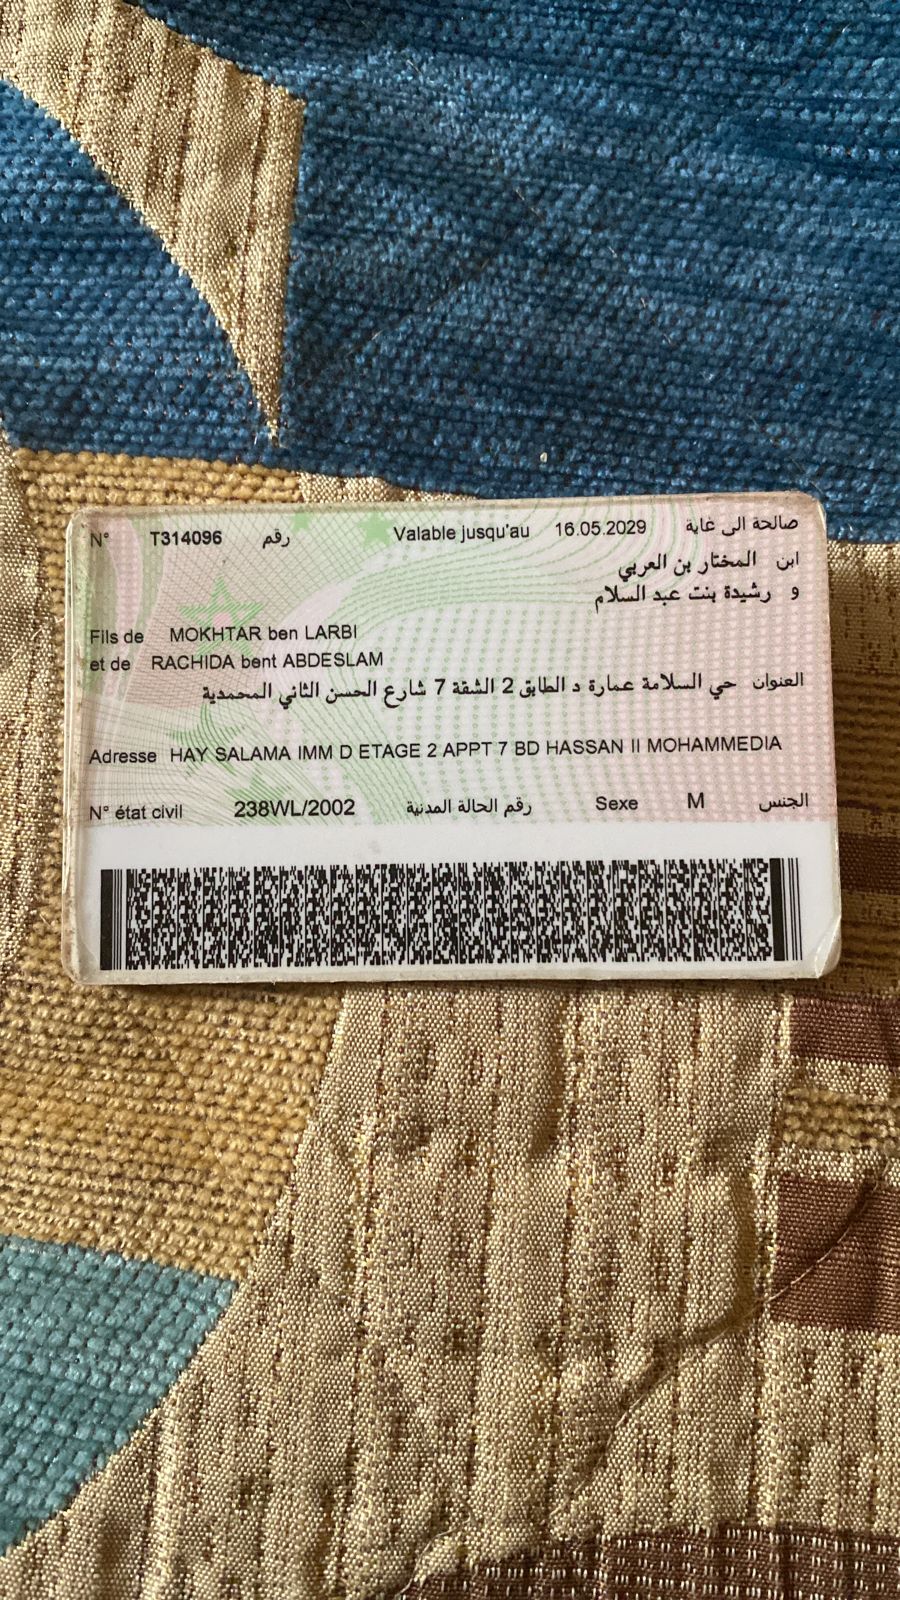 N° T314096 رقم Valable jusqu'au 16.05.2029 صالحة الى غاية
ابن المختار بن العربي
و رشيدة بنت عبد السلام
Fils de MOKHTAR ben LARBI
et de RACHIDA bent ABDESLAM
العنوان حي السلامة عمارة د الطابق 2 الشقة 7 شارع الحسن الثاني المحمدية
Adresse HAY SALAMA IMM D ETAGE 2 APPT 7 BD HASSAN II MOHAMMEDIA
N° état civil 238WL/2002 رقم الحالة المدنية Sexe M الجنس